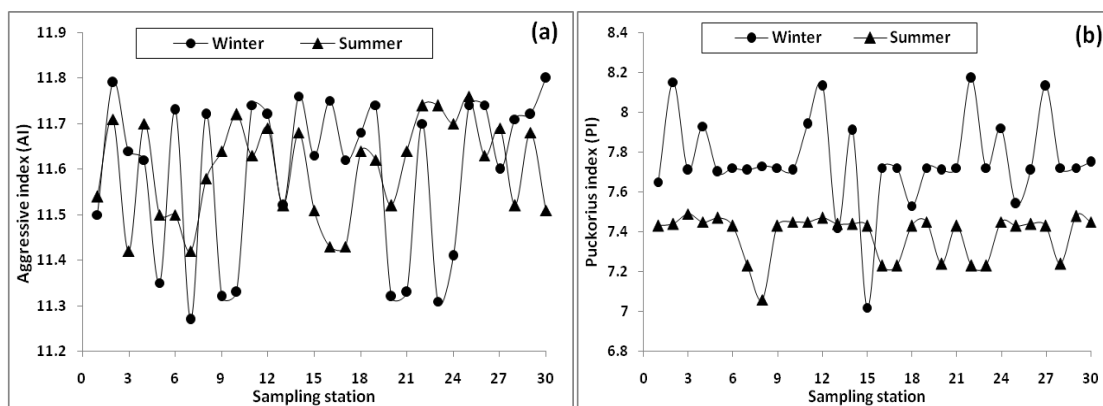 (a)
Winter Summer
Aggressive index (AI)
11.9
11.8
11.7
11.6
11.5
11.4
11.3
11.2
0 3 6 9 12 15 18 21 24 27 30
Sampling station
(b)
Winter Summer
Puckorius index (PI)
8.4
8.2
8
7.8
7.6
7.4
7.2
7
6.8
0 3 6 9 12 15 18 21 24 27 30
Sampling station